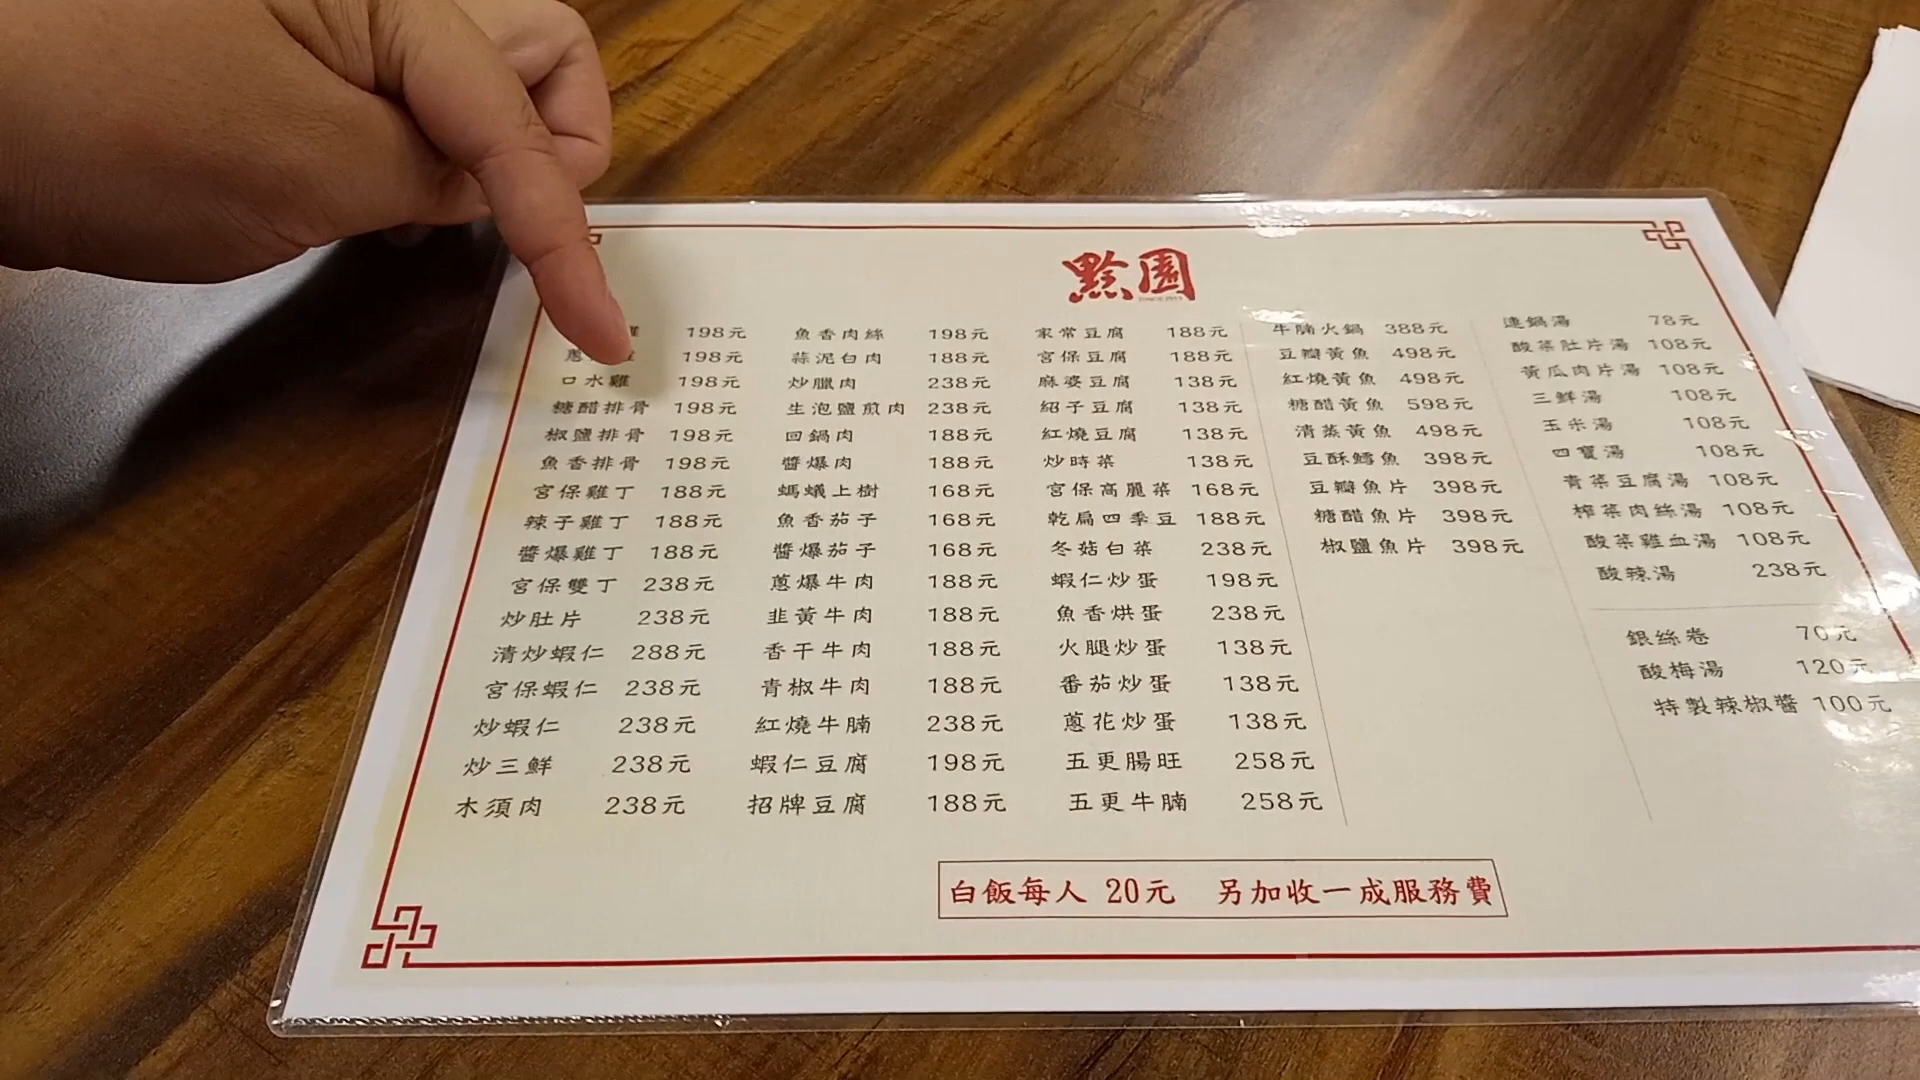 黔園
198元
198元
口水雞 198元
糖醋排骨 198元
椒鹽排骨 198元
魚香排骨 198元
宮保雞丁 188元
辣子雞丁 188元
醬爆雞丁 188元
宮保雙丁 238元
炒肚片 238元
清炒蝦仁 288元
宮保蝦仁 238元
炒蝦仁 238元
炒三鮮 238元
木須肉 238元
魚香肉絲 198元
蒜泥白肉 188元
炒臘肉 238元
生泡鹽煎肉 238元
回鍋肉 188元
醬爆肉 188元
螞蟻上樹 168元
魚香茄子 168元
醬爆茄子 168元
蔥爆牛肉 188元
韭黃牛肉 188元
香干牛肉 188元
青椒牛肉 188元
紅燒牛腩 238元
蝦仁豆腐 198元
招牌豆腐 188元
家常豆腐 188元
宮保豆腐 188元
麻婆豆腐 138元
紹子豆腐 138元
紅燒豆腐 138元
炒時菜 138元
宮保高麗菜 168元
乾扁四季豆 188元
冬菇白菜 238元
蝦仁炒蛋 198元
魚香烘蛋 238元
火腿炒蛋 138元
番茄炒蛋 138元
蔥花炒蛋 138元
五更腸旺 258元
五更牛腩 258元
牛腩火鍋 388元
豆瓣黃魚 498元
紅燒黃魚 498元
糖醋黃魚 598元
清蒸黃魚 498元
豆酥鱈魚 398元
豆瓣魚片 398元
糖醋魚片 398元
椒鹽魚片 398元
連鍋湯 78元
酸菜肚片湯 108元
黃瓜肉片湯 108元
三鮮湯 108元
玉米湯 108元
四寶湯 108元
青菜豆腐湯 108元
榨菜肉絲湯 108元
酸菜雞血湯 108元
酸辣湯 238元
銀絲卷 70元
酸梅湯 120元
特製辣椒醬 100元
白飯每人 20元 另加收一成服務費